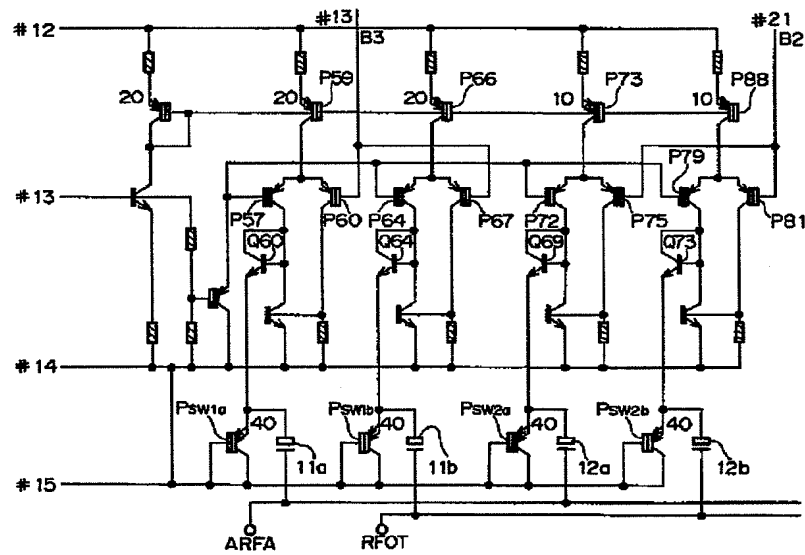 #13
#21
#12
B3
B2
P59
P66
P73
P88
20
20
20
10
10
P79
#13
P57
P60
P64
P67
P72
P75
P81
Q60
Q64
Q69
Q73
#14
PSW1a
40
PSW1b
40
PSW2a
40
PSW2b
40
11a
11b
12a
12b
#15
ARFA
RFOT